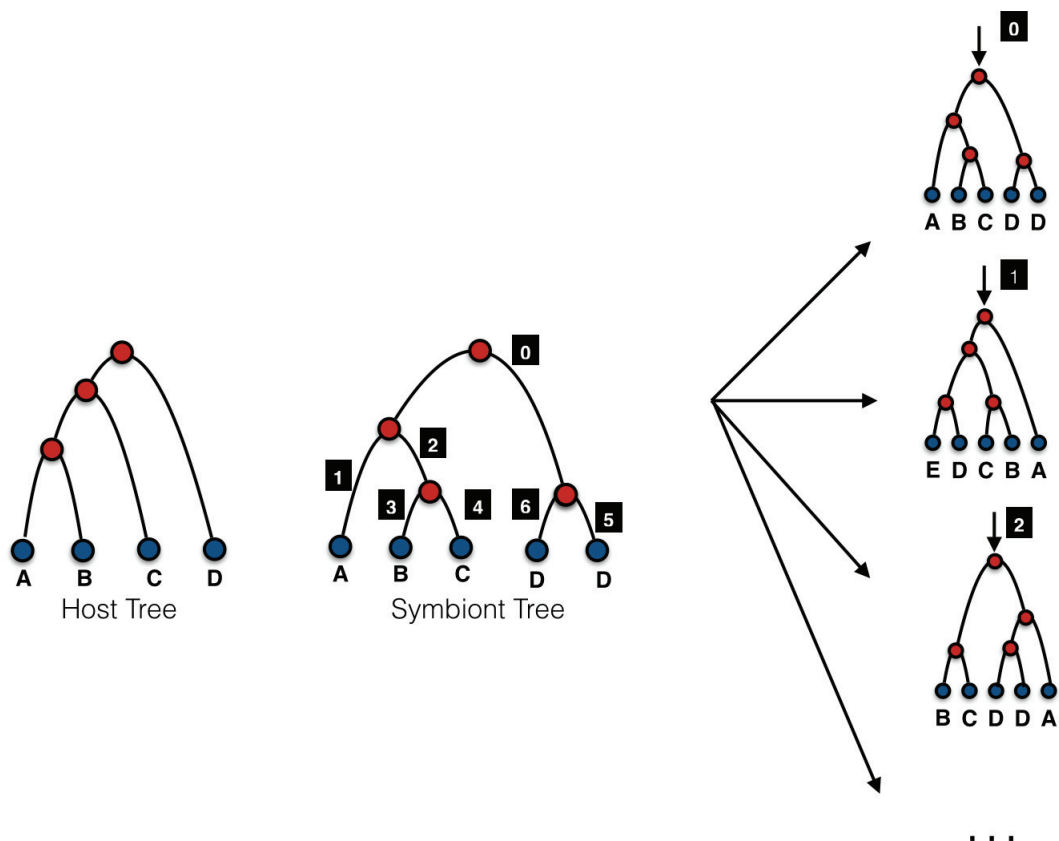 0
A B C D D
1
E D C B A
2
B C D D A
0
2
1
3
4
6
5
A B C D
A B C D D
Host Tree
Symbiont Tree
...